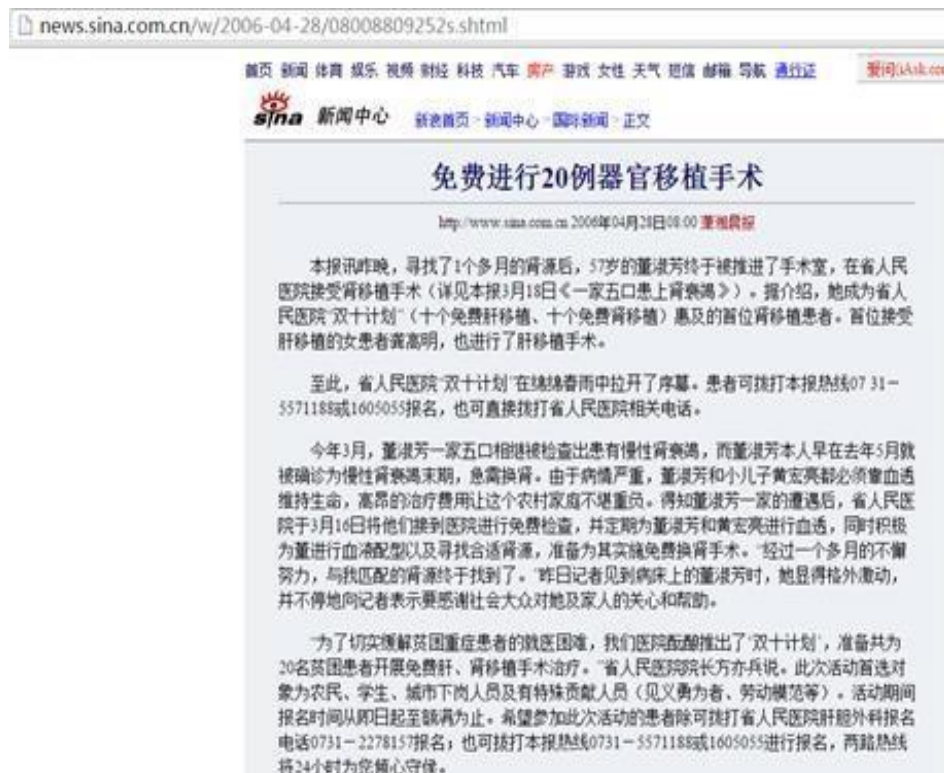 news.sina.com.cn/w/2006-04-28/08008809252s.shtml
首页 新闻 体育 娱乐 视频 财经 科技 汽车 房产 游戏 女性 天气 短信 邮箱 导航 通行证 爱问(iAsk.com
sina 新闻中心 新浪首页 > 新闻中心 > 国际新闻 > 正文
免费进行20例器官移植手术
http://www.sina.com.cn 2006年04月28日08:00 潇湘晨报
本报讯昨晚，寻找了1个多月的肾源后，57岁的董淑芳终于被推进了手术室，在省人民
医院接受肾移植手术（详见本报3月18日《一家五口患上肾衰竭》）。据介绍，她成为省人
民医院“双十计划”（十个免费肝移植、十个免费肾移植）惠及的首位肾移植患者。首位接受
肝移植的女患者龚高明，也进行了肝移植手术。
至此，省人民医院“双十计划”在绵绵春雨中拉开了序幕。患者可拨打本报热线07 31－
5571188或1605055报名，也可直接拨打省人民医院相关电话。
今年3月，董淑芳一家五口相继被检查出患有慢性肾衰竭，而董淑芳本人早在去年5月就
被确诊为慢性肾衰竭末期，急需换肾。由于病情严重，董淑芳和小儿子黄宏亮都必须靠血透
维持生命，高昂的治疗费用让这个农村家庭不堪重负。得知董淑芳一家的遭遇后，省人民医
院于3月16日将他们接到医院进行免费检查，并定期为董淑芳和黄宏亮进行血透，同时积极
为董进行血液配型以及寻找合适肾源，准备为其实施免费换肾手术。“经过一个多月的不懈
努力，与我匹配的肾源终于找到了。”昨日记者见到病床上的董淑芳时，她显得格外激动，
并不停地向记者表示要感谢社会大众对她及家人的关心和帮助。
“为了切实缓解贫困重症患者的就医困难，我们医院酝酿推出了‘双十计划’，准备共为
20名贫困患者开展免费肝、肾移植手术治疗。”省人民医院院长方亦兵说。此次活动首选对
象为农民、学生、城市下岗人员及有特殊贡献人员（见义勇为者、劳动模范等）。活动期间
报名时间从即日起至额满为止。希望参加此次活动的患者除可拨打省人民医院肝胆外科报名
电话0731－2278157报名；也可拨打本报热线0731－5571188或1605055进行报名，两路热线
将24小时为您倾心守侯。